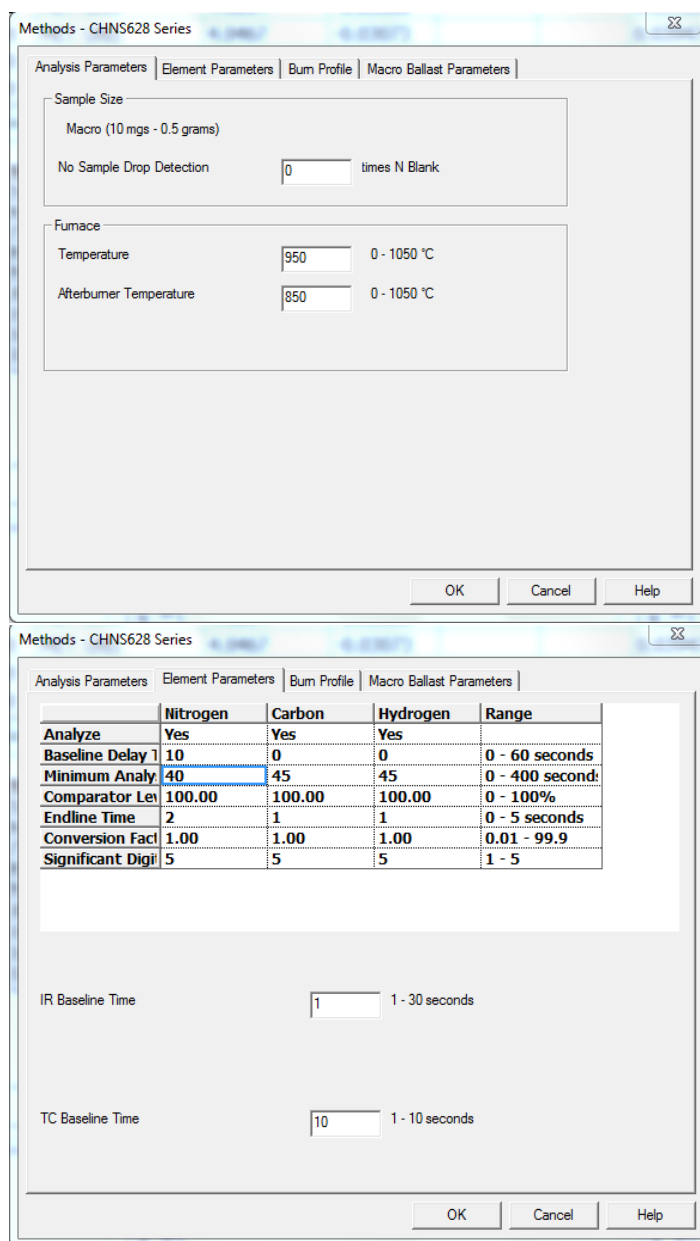 Methods - CHNS628 Series
Analysis Parameters Element Parameters Burn Profile Macro Ballast Parameters
Sample Size
Macro (10 mgs - 0.5 grams)
No Sample Drop Detection 0 times N Blank
Furnace
Temperature 950 0 - 1050 °C
Afterburner Temperature 850 0 - 1050 °C
OK Cancel Help
Methods - CHNS628 Series
Analysis Parameters Element Parameters Burn Profile Macro Ballast Parameters
Nitrogen Carbon Hydrogen Range
Analyze Yes Yes Yes
Baseline Delay T 10 0 0 0 - 60 seconds
Minimum Analy 40 45 45 0 - 400 seconds
Comparator Lev 100.00 100.00 100.00 0 - 100%
Endline Time 2 1 1 0 - 5 seconds
Conversion Fact 1.00 1.00 1.00 0.01 - 99.9
Significant Digit 5 5 5 1 - 5
IR Baseline Time 1 1 - 30 seconds
TC Baseline Time 10 1 - 10 seconds
OK Cancel Help